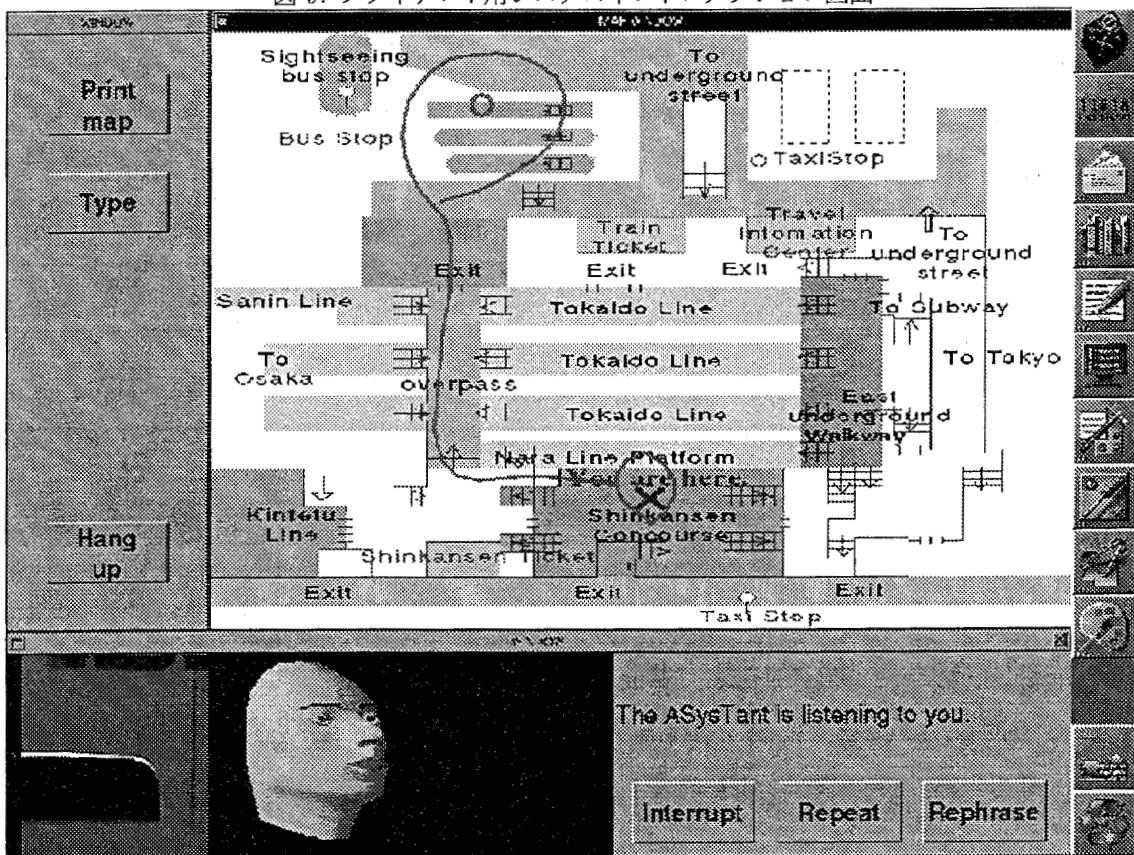 Print
map
Type
Hang
up
MAP WINDOW
Sightseeing
bus stop
Bus Stop
To
underground
street
TaxiStop
Train
Ticket
Travel
Intomation
Center
To
underground
street
Exit
Exit
Exit
Sanin Line
Tokaido Line
To Subway
To
Osaka
Tokaido Line
To Tokyo
overpass
Tokaido Line
East
underground
Walkway
Nara Line Platform
You are here.
Kintetu
Line
Shinkansen
Concourse
Shinkansen Ticket
Exit
Exit
Exit
Taxi Stop
The ASysTant is listening to you.
Interrupt
Repeat
Rephrase